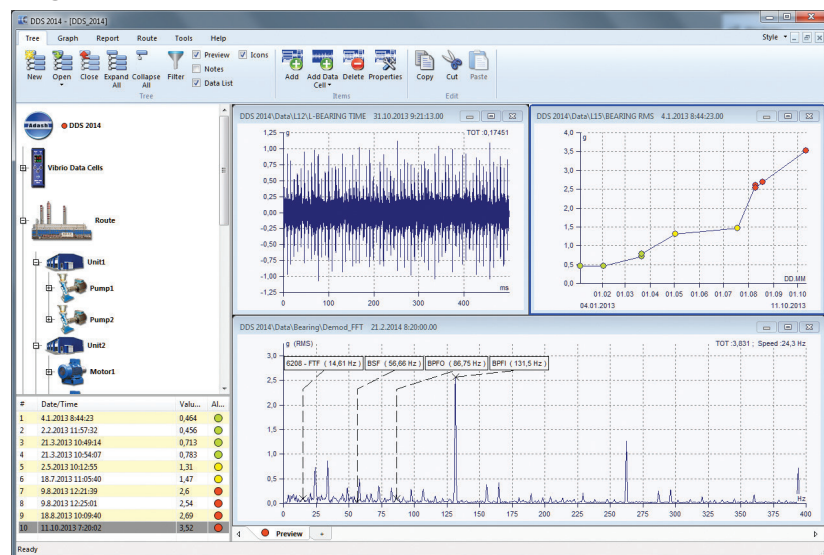 DDS 2014 - [DDS_2014]
Tree Graph Report Route Tools Help Style
New Open Close Expand All Collapse All Filter
Preview Icons
Notes
Data List
Add Add Data Cell Delete Properties Copy Cut Paste
Tree Items Edit
Adash DDS 2014
Vibrio Data Cells
Route
Unit1
Pump1
Pump2
Unit2
Motor1
# Date/Time Valu... Al...
1 4.1.2013 8:44:23 0,464
2 2.2.2013 11:57:32 0,456
3 21.3.2013 10:49:14 0,713
4 21.3.2013 10:54:07 0,783
5 2.5.2013 10:12:55 1,31
6 18.7.2013 11:05:40 1,47
7 9.8.2013 12:21:39 2,6
8 9.8.2013 12:25:01 2,54
9 18.8.2013 10:09:40 2,69
10 11.10.2013 7:20:02 3,52
DDS 2014\Data\L12\L-BEARING TIME 31.10.2013 9:21:13.00
g TOT :0,17451
1,25
1,00
0,75
0,50
0,25
0,00
-0,25
-0,50
-0,75
-1,00
-1,25
ms
0 100 200 300 400
DDS 2014\Data\L15\BEARING RMS 4.1.2013 8:44:23.00
g
4,0
3,5
3,0
2,5
2,0
1,5
1,0
0,5
0,0
DD.MM
01.02 01.03 01.04 01.05 01.06 01.07 01.08 01.09 01.10
04.01.2013 11.10.2013
DDS 2014\Data\Bearing\Demod_FFT 21.2.2014 8:20:00.00
g (RMS) TOT :3,831 ; Speed :24,3 Hz
6208 - FTF ( 14,61 Hz ) BSF ( 56,66 Hz ) BPFO ( 86,75 Hz ) BPFI ( 131,5 Hz )
3,0
2,5
2,0
1,5
1,0
0,5
0,0
Hz
0 25 50 75 100 125 150 175 200 225 250 275 300 325 350 375 400
Preview +
Ready